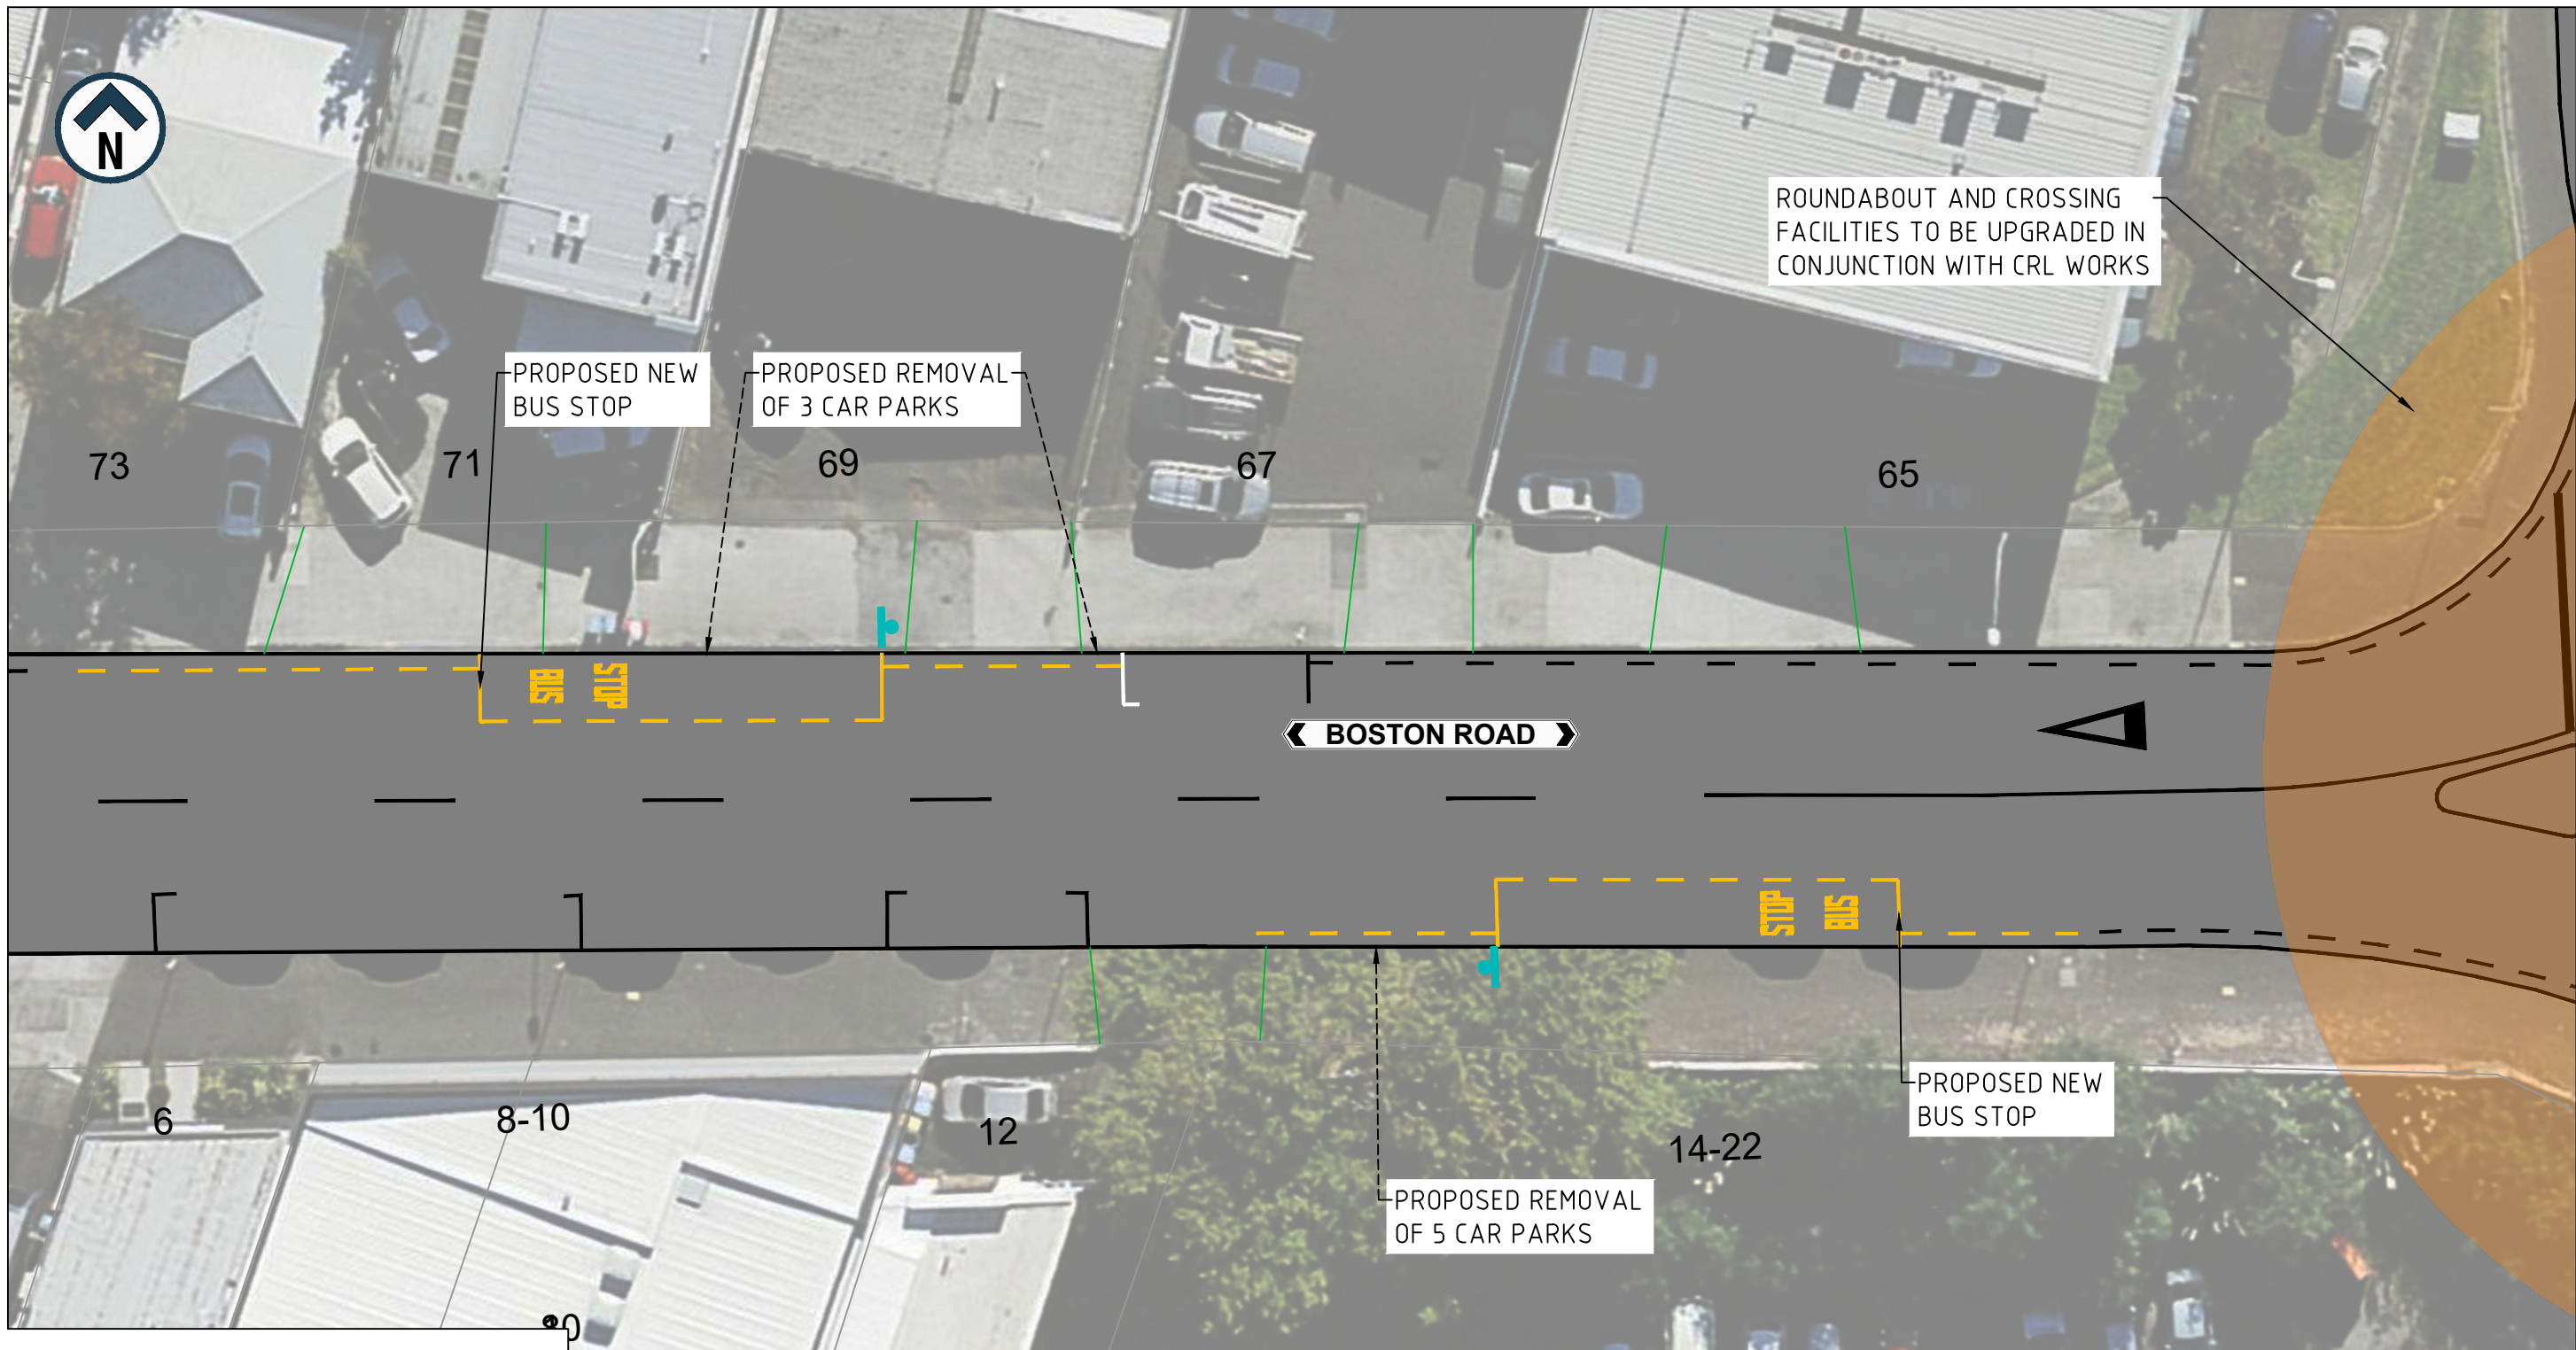 N
ROUNDABOUT AND CROSSING
FACILITIES TO BE UPGRADED IN
CONJUNCTION WITH CRL WORKS
PROPOSED NEW
BUS STOP
PROPOSED REMOVAL
OF 3 CAR PARKS
73
71
69
67
65
BUS
STOP
BOSTON ROAD
STOP
BUS
PROPOSED NEW
BUS STOP
6
8-10
12
14-22
PROPOSED REMOVAL
OF 5 CAR PARKS